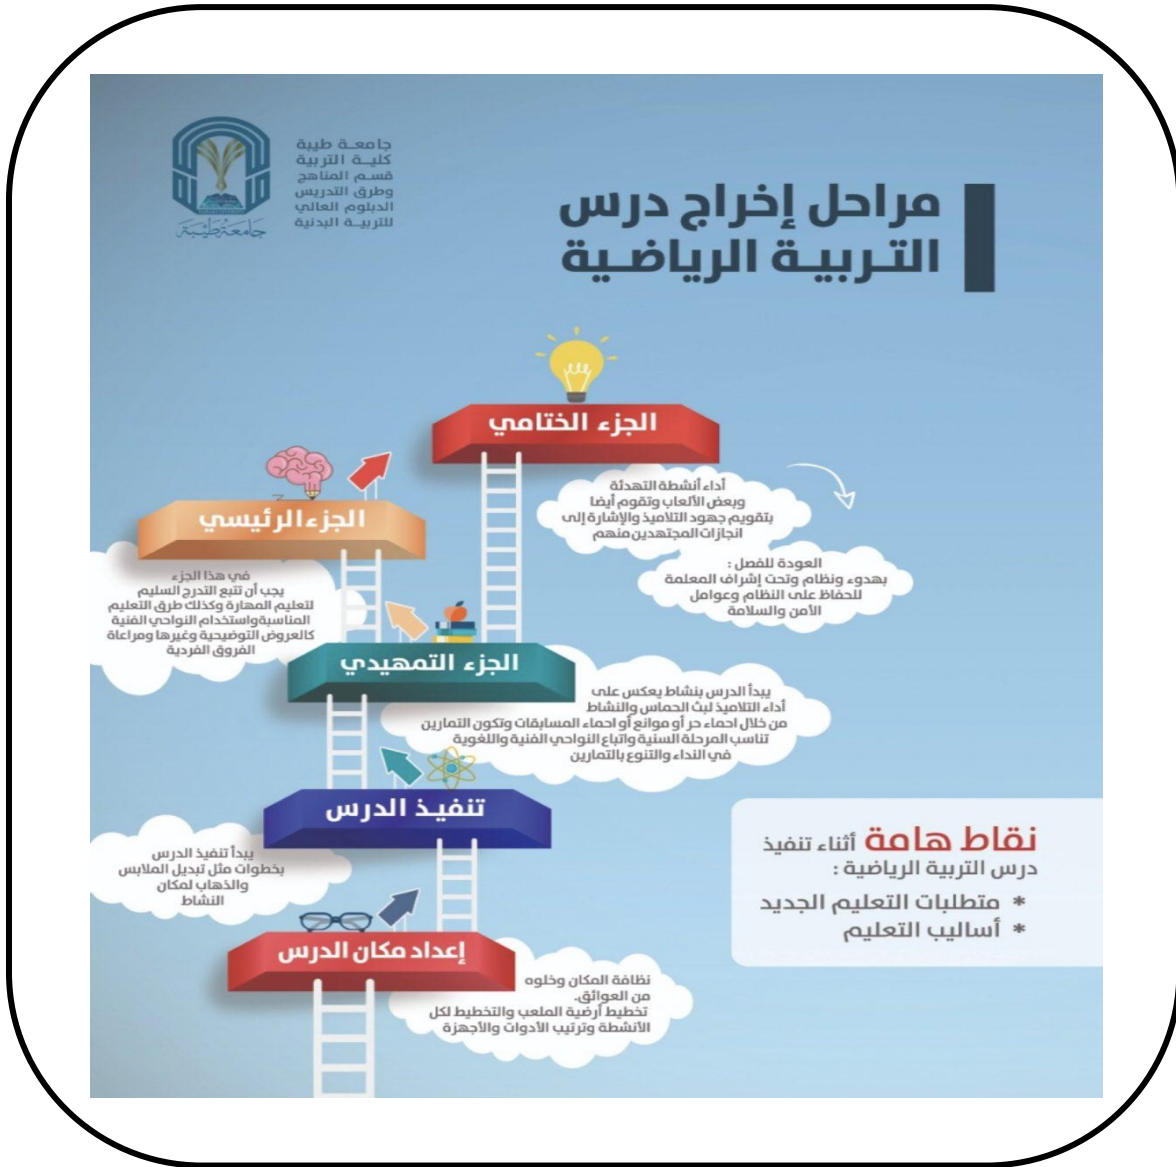 جامعة طيبة
كلية التربية
قسم المناهج
وطرق التدريس
الدبلوم العالي
للتربية البدنية
جامعة طيبة
مراحل إخراج درس
التربية الرياضية
الجزء الختامي
أداء أنشطة التهدئة
وبعض الألعاب وتقوم أيضا
بتقويم جهود التلاميذ والإشارة إلى
انجازات المجتهدين منهم
العودة للفصل :
بهدوء ونظام وتحت إشراف المعلمة
للحفاظ على النظام وعوامل
الأمن والسلامة
الجزء الرئيسي
في هذا الجزء
يجب أن تتبع التدرج السليم
لتعليم المهارة وكذلك طرق التعليم
المناسبة واستخدام النواحي الفنية
كالعروض التوضيحية وغيرها ومراعاة
الفروق الفردية
الجزء التمهيدي
يبدأ الدرس بنشاط يعكس على
أداء التلاميذ لبث الحماس والنشاط
من خلال احماء حر أو موانع أو احماء المسابقات وتكون التمارين
تناسب المرحلة السنية واتباع النواحي الفنية واللغوية
في النداء والتنوع بالتمارين
تنفيذ الدرس
يبدأ تنفيذ الدرس
بخطوات مثل تبديل الملابس
والذهاب لمكان
النشاط
إعداد مكان الدرس
نظافة المكان وخلوه
من العوائق.
تخطيط أرضية الملعب والتخطيط لكل
الأنشطة وترتيب الأدوات والأجهزة
نقاط هامة أثناء تنفيذ
درس التربية الرياضية :
* متطلبات التعليم الجديد
* أساليب التعليم